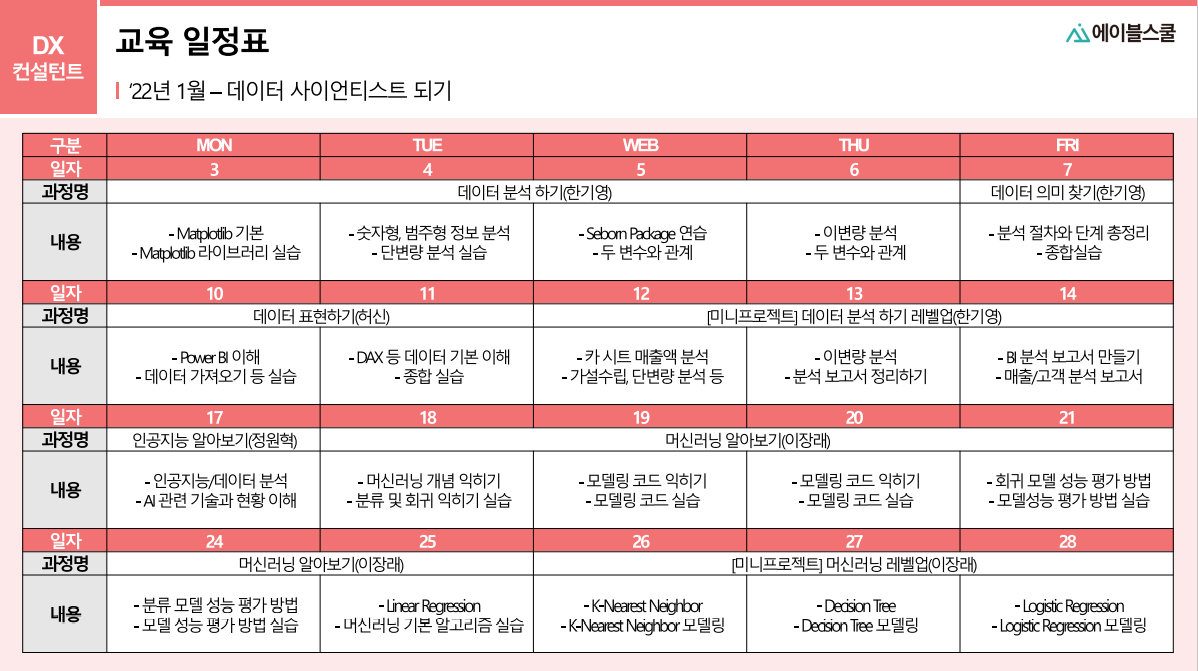 DX
컨설턴트
교육 일정표
'22년 1월 – 데이터 사이언티스트 되기
에이블스쿨
구분 MON TUE WEB THU FRI
일자 3 4 5 6 7
과정명 데이터 분석 하기(한기영) 데이터 의미 찾기(한기영)
내용
- Matplotlib 기본
- Matplotlib 라이브러리 실습
- 숫자형, 범주형 정보 분석
- 단변량 분석 실습
- Seborn Package 연습
- 두 변수와 관계
- 이변량 분석
- 두 변수와 관계
- 분석 절차와 단계 총정리
- 종합실습
일자 10 11 12 13 14
과정명 데이터 표현하기(허신) [미니프로젝트] 데이터 분석 하기 레벨업(한기영)
내용
- Power BI 이해
- 데이터 가져오기 등 실습
- DAX 등 데이터 기본 이해
- 종합 실습
- 카 시트 매출액 분석
- 가설수립, 단변량 분석 등
- 이변량 분석
- 분석 보고서 정리하기
- BI 분석 보고서 만들기
- 매출/고객 분석 보고서
일자 17 18 19 20 21
과정명 인공지능 알아보기(정원혁) 머신러닝 알아보기(이장래)
내용
- 인공지능/데이터 분석
- AI 관련 기술과 현황 이해
- 머신러닝 개념 익히기
- 분류 및 회귀 익히기 실습
- 모델링 코드 익히기
- 모델링 코드 실습
- 모델링 코드 익히기
- 모델링 코드 실습
- 회귀 모델 성능 평가 방법
- 모델성능 평가 방법 실습
일자 24 25 26 27 28
과정명 머신러닝 알아보기(이장래) [미니프로젝트] 머신러닝 레벨업(이장래)
내용
- 분류 모델 성능 평가 방법
- 모델 성능 평가 방법 실습
- Linear Regression
- 머신러닝 기본 알고리즘 실습
- K-Nearest Neighbor
- K-Nearest Neighbor 모델링
- Decision Tree
- Decision Tree 모델링
- Logistic Regression
- Logistic Regression 모델링